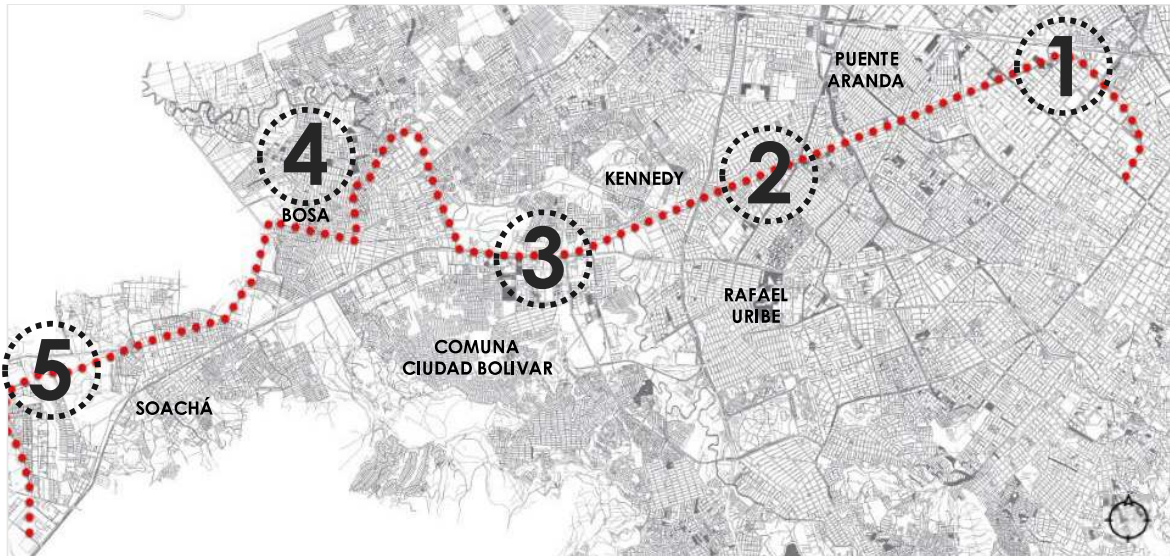 1
PUENTE
ARANDA
2
KENNEDY
4
BOSA
3
RAFAEL
URIBE
COMUNA
CIUDAD BOLIVAR
5
SOACHÁ